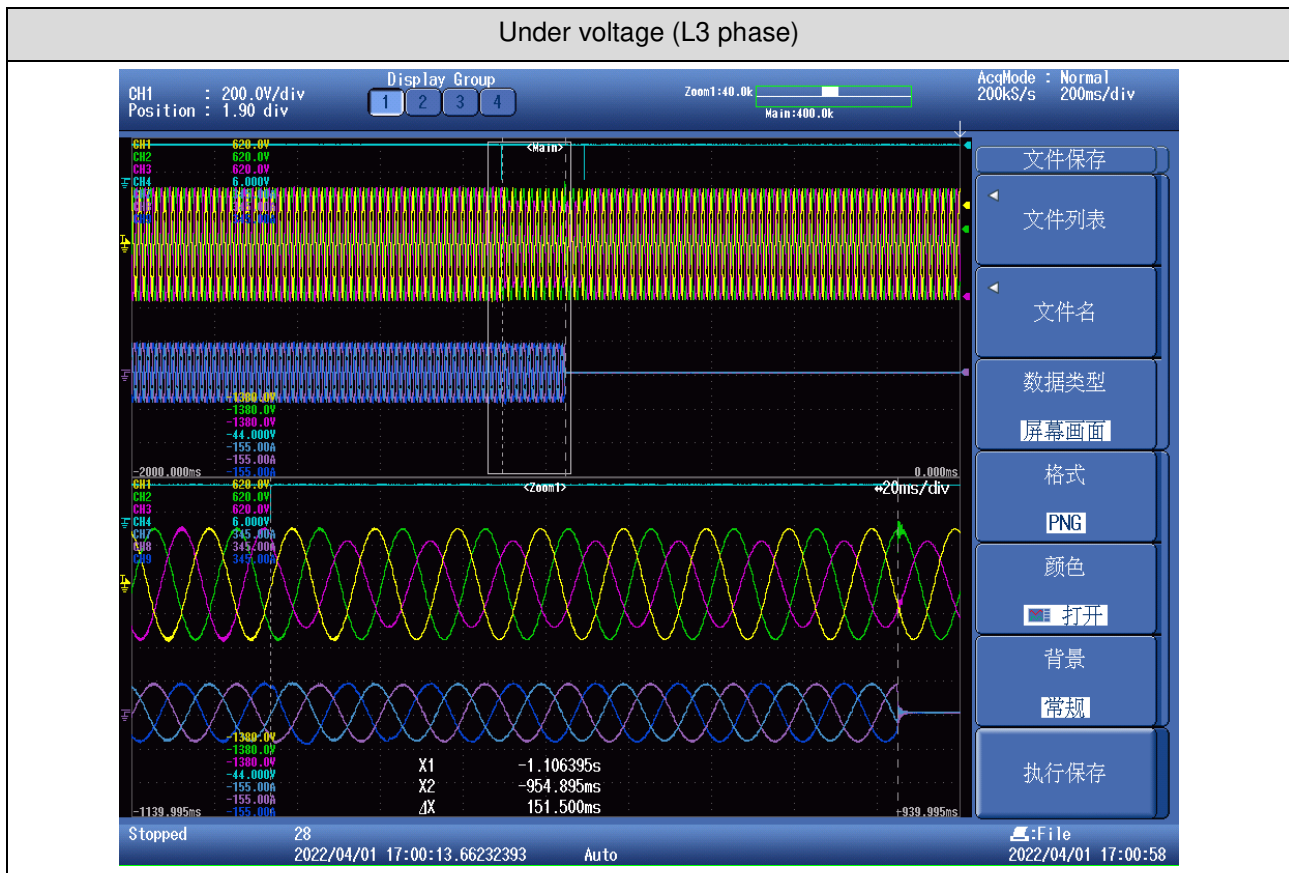 Under voltage (L3 phase)
CH1 : 200.0V/div
Position : 1.90 div
Display Group
1 2 3 4
Zoom1:40.0k
Main:400.0k
AcqMode : Normal
200kS/s 200ms/div
<Main>
CH1 620.0V
CH2 620.0V
CH3 620.0V
CH4 6.000V
-1380.0V
-1380.0V
-1380.0V
-44.000V
-155.00A
-155.00A
-155.00A
-2000.000ms
0.000ms
<Zoom1>
20ms/div
CH1 620.0V
CH2 620.0V
CH3 620.0V
CH4 6.000V
CH7 345.00A
CH8 345.00A
CH9 345.00A
-1380.0V
-1380.0V
-1380.0V
-44.000V
-155.00A
-155.00A
-155.00A
X1 -1.106395s
X2 -954.895ms
ΔX 151.500ms
-1139.995ms
-939.995ms
文件保存
文件列表
文件名
数据类型
屏幕画面
格式
PNG
颜色
打开
背景
常规
执行保存
Stopped 28
2022/04/01 17:00:13.66232393 Auto
:File
2022/04/01 17:00:58